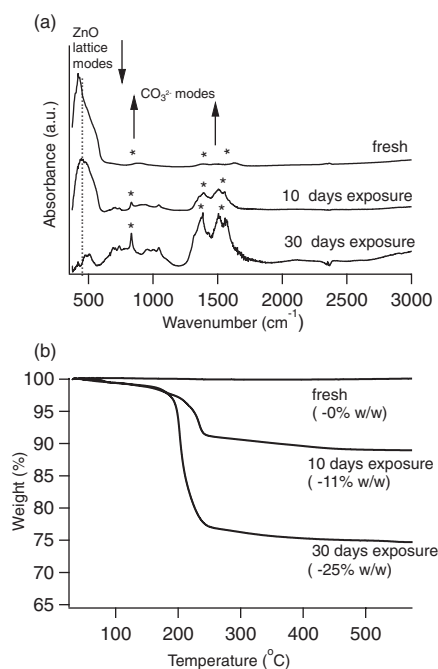 (a)
ZnO
lattice
modes
CO₃²⁻ modes
* * *
fresh
* * *
10 days exposure
* * *
30 days exposure
Absorbance (a.u.)
500 1000 1500 2000 2500 3000
Wavenumber (cm⁻¹)
(b)
100
95
90
85
80
75
70
65
Weight (%)
fresh
( -0% w/w)
10 days exposure
( -11% w/w)
30 days exposure
( -25% w/w)
100 200 300 400 500
Temperature (°C)